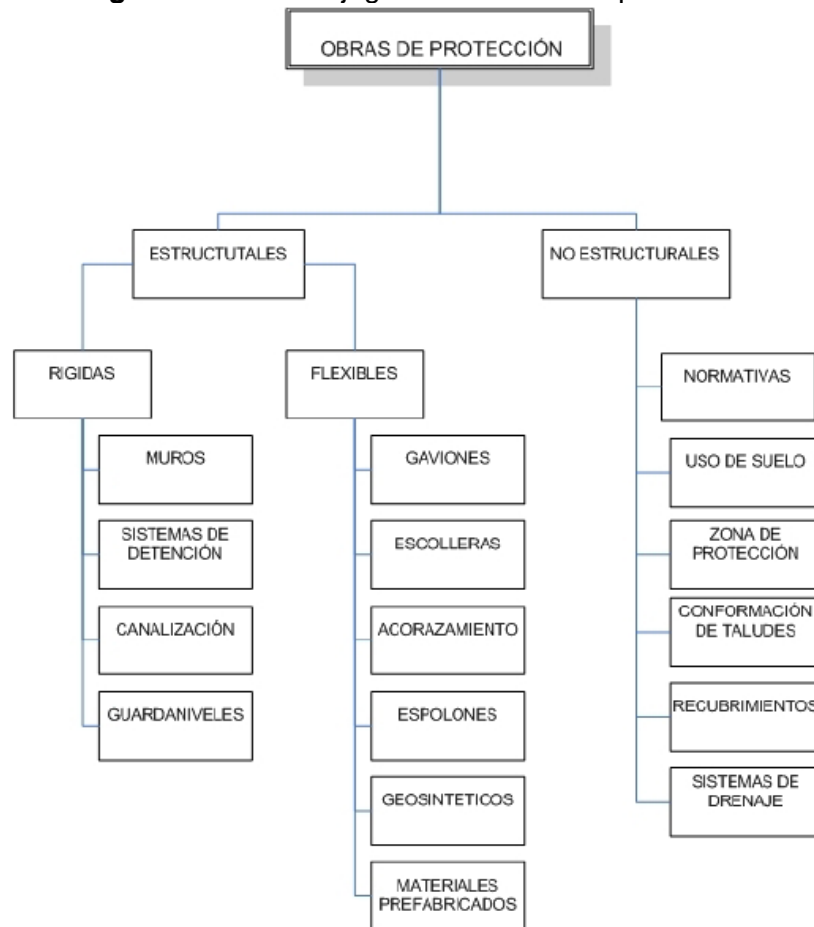 OBRAS DE PROTECCIÓN
ESTRUCTUTALES
NO ESTRUCTURALES
RIGIDAS
FLEXIBLES
NORMATIVAS
MUROS
GAVIONES
USO DE SUELO
SISTEMAS DE
DETENCIÓN
ESCOLLERAS
ZONA DE
PROTECCIÓN
CANALIZACIÓN
ACORAZAMIENTO
CONFORMACIÓN
DE TALUDES
GUARDANIVELES
ESPOLONES
RECUBRIMIENTOS
GEOSINTETICOS
SISTEMAS DE
DRENAJE
MATERIALES
PREFABRICADOS